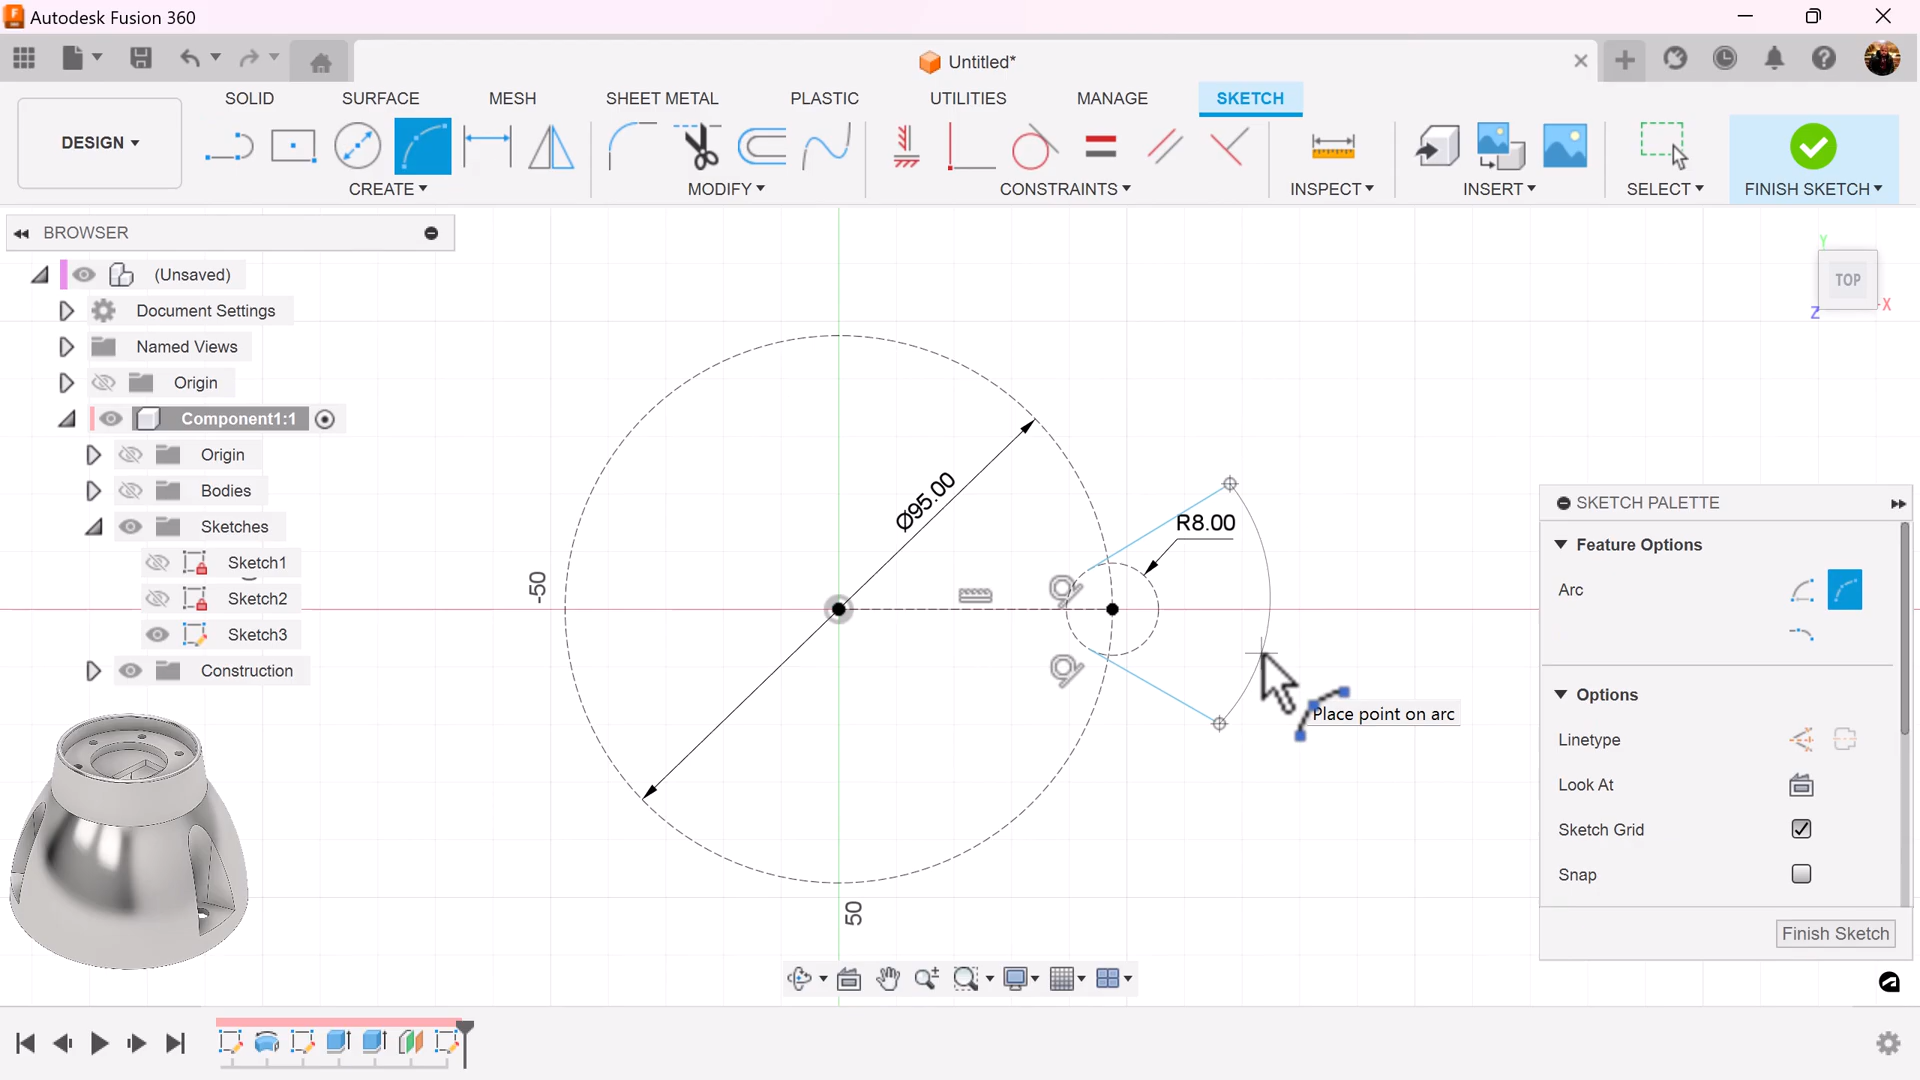 Autodesk Fusion 360
Untitled*
SOLID SURFACE MESH SHEET METAL PLASTIC UTILITIES MANAGE SKETCH
DESIGN
CREATE MODIFY CONSTRAINTS INSPECT INSERT SELECT FINISH SKETCH
BROWSER
(Unsaved)
Document Settings
Named Views
Origin
Component1:1
Origin
Bodies
Sketches
Sketch1
Sketch2
Sketch3
Construction
Y
TOP
X
Z
Ø95.00
R8.00
-50
50
Place point on arc
SKETCH PALETTE
Feature Options
Arc
Options
Linetype
Look At
Sketch Grid
Snap
Finish Sketch